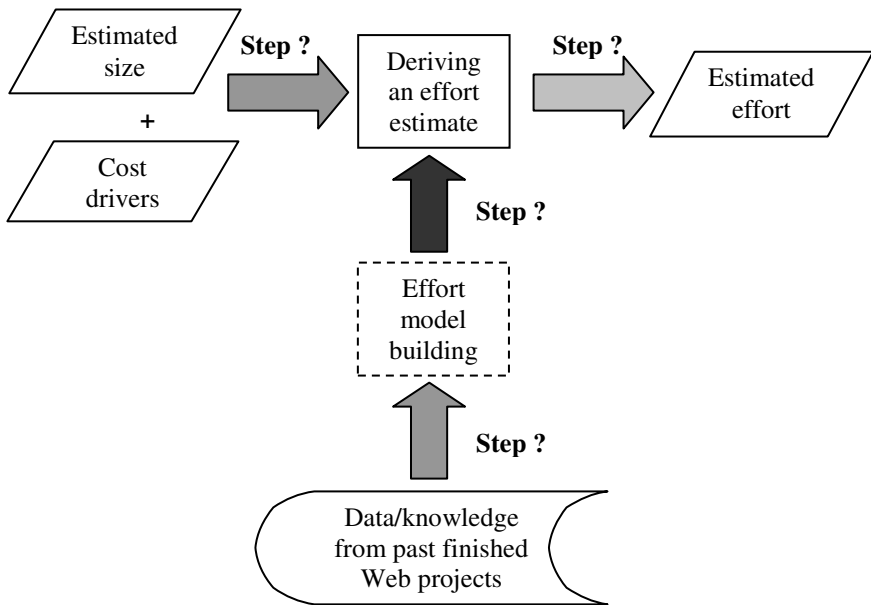 Estimated
size
+
Cost
drivers
Step ?
Deriving
an effort
estimate
Step ?
Estimated
effort
Step ?
Effort
model
building
Step ?
Data/knowledge
from past finished
Web projects